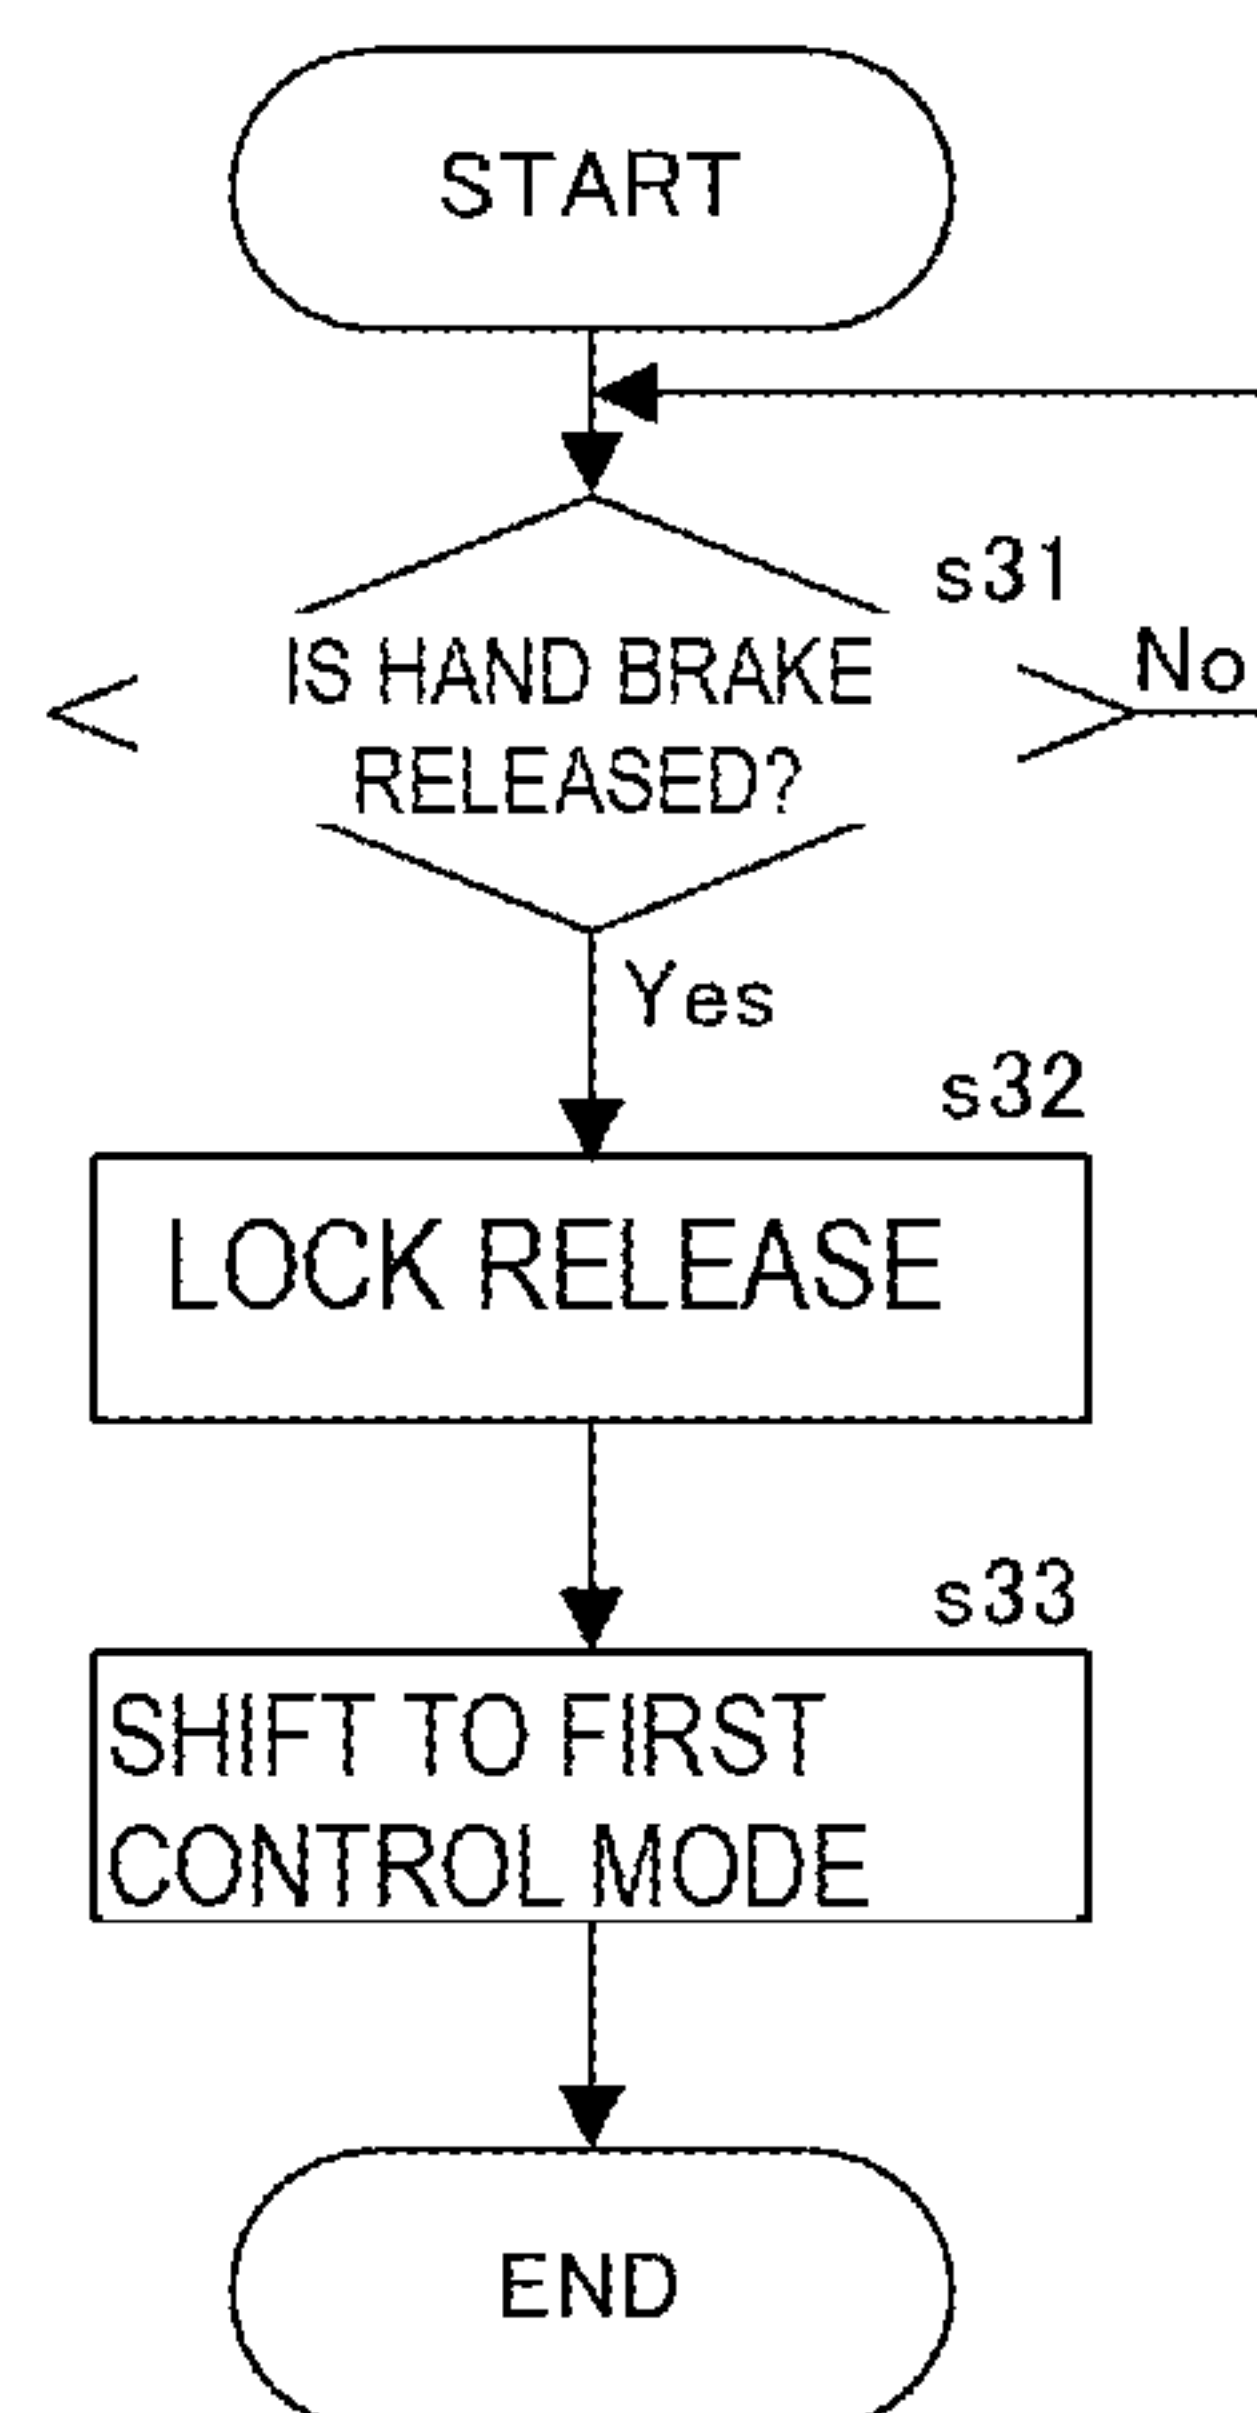 START
s31
IS HAND BRAKE
RELEASED?
No
Yes
s32
LOCK RELEASE
s33
SHIFT TO FIRST
CONTROL MODE
END